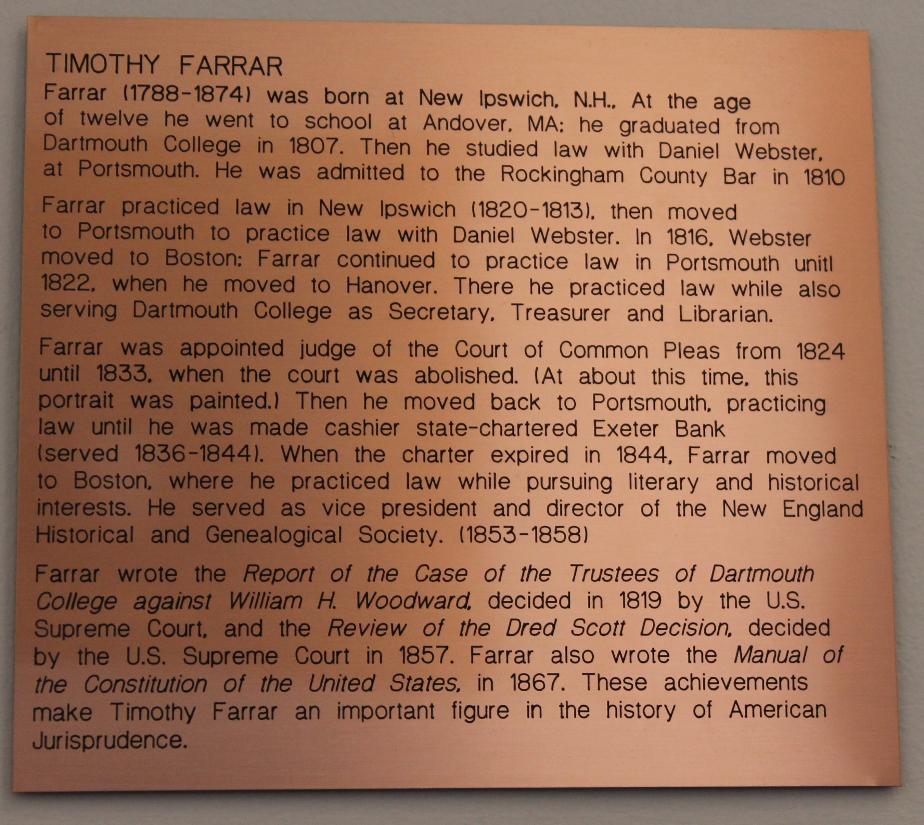 TIMOTHY FARRAR
Farrar (1788-1874) was born at New Ipswich, N.H., At the age
of twelve he went to school at Andover, MA; he graduated from
Dartmouth College in 1807. Then he studied law with Daniel Webster,
at Portsmouth. He was admitted to the Rockingham County Bar in 1810
Farrar practiced law in New Ipswich (1820-1813), then moved
to Portsmouth to practice law with Daniel Webster. In 1816, Webster
moved to Boston; Farrar continued to practice law in Portsmouth unitl
1822, when he moved to Hanover. There he practiced law while also
serving Dartmouth College as Secretary, Treasurer and Librarian.
Farrar was appointed judge of the Court of Common Pleas from 1824
until 1833, when the court was abolished. (At about this time, this
portrait was painted.) Then he moved back to Portsmouth, practicing
law until he was made cashier state-chartered Exeter Bank
(served 1836-1844). When the charter expired in 1844, Farrar moved
to Boston, where he practiced law while pursuing literary and historical
interests. He served as vice president and director of the New England
Historical and Genealogical Society. (1853-1858)
Farrar wrote the Report of the Case of the Trustees of Dartmouth
College against William H. Woodward, decided in 1819 by the U.S.
Supreme Court, and the Review of the Dred Scott Decision, decided
by the U.S. Supreme Court in 1857. Farrar also wrote the Manual of
the Constitution of the United States, in 1867. These achievements
make Timothy Farrar an important figure in the history of American
Jurisprudence.